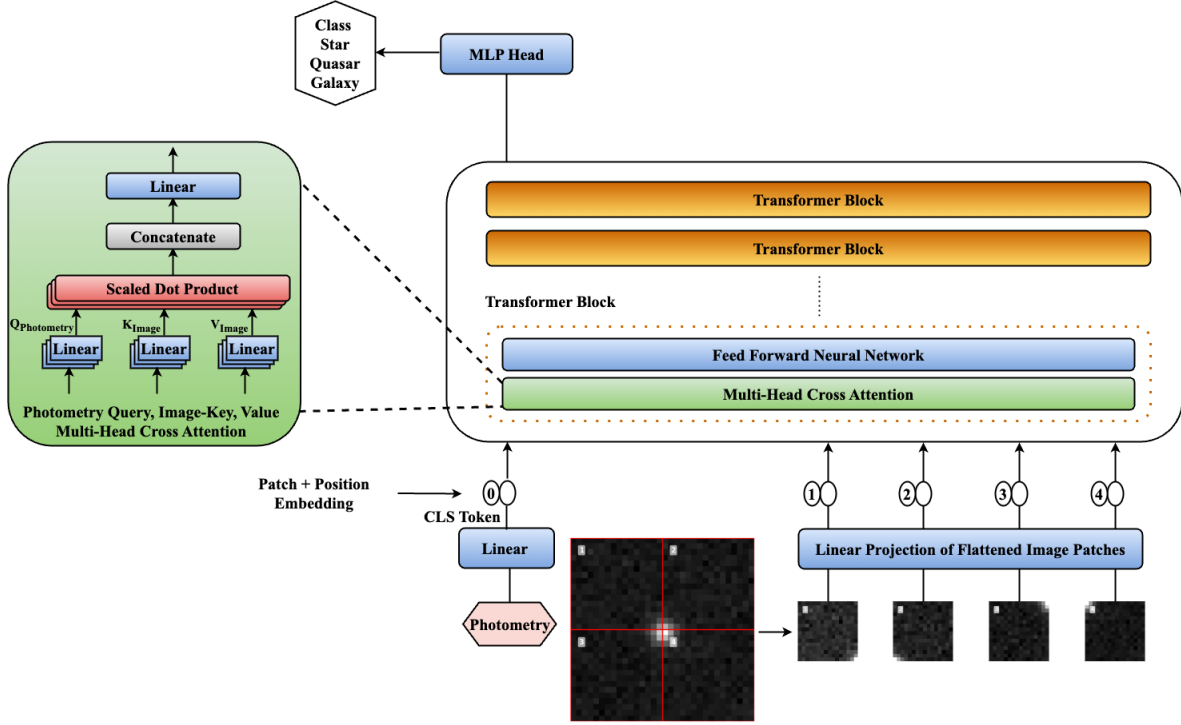 Class
Star
Quasar
Galaxy
MLP Head
Linear
Concatenate
Scaled Dot Product
QPhotometry
KImage
VImage
Linear
Linear
Linear
Photometry Query, Image-Key, Value
Multi-Head Cross Attention
Transformer Block
Transformer Block
Transformer Block
Feed Forward Neural Network
Multi-Head Cross Attention
Patch + Position
Embedding
0
1
2
3
4
CLS Token
Linear
Linear Projection of Flattened Image Patches
Photometry
1
2
3
4